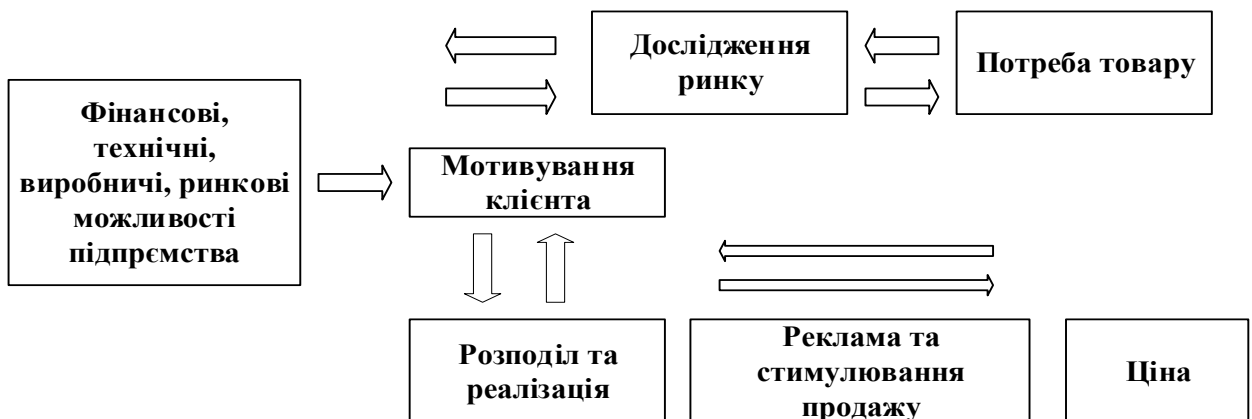 Дослідження
ринку
Потреба товару
Фінансові,
технічні,
виробничі, ринкові
можливості
підпрємства
Мотивування
клієнта
Розподіл та
реалізація
Реклама та
стимулювання
продажу
Ціна